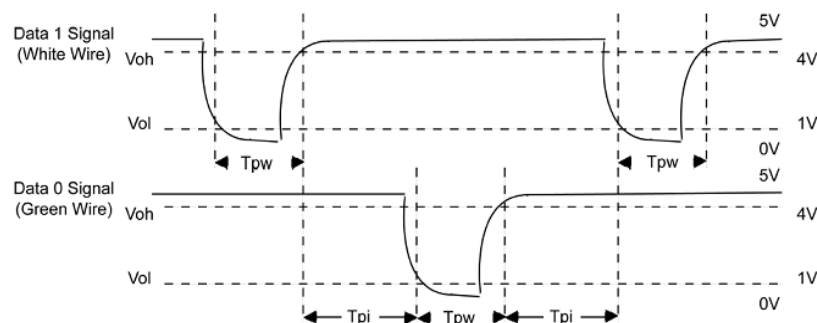 Data 1 Signal
(White Wire)
5V
Voh
4V
Vol
1V
0V
Tpw
Tpw
Data 0 Signal
(Green Wire)
5V
Voh
4V
Vol
1V
0V
Tpi
Tpw
Tpi